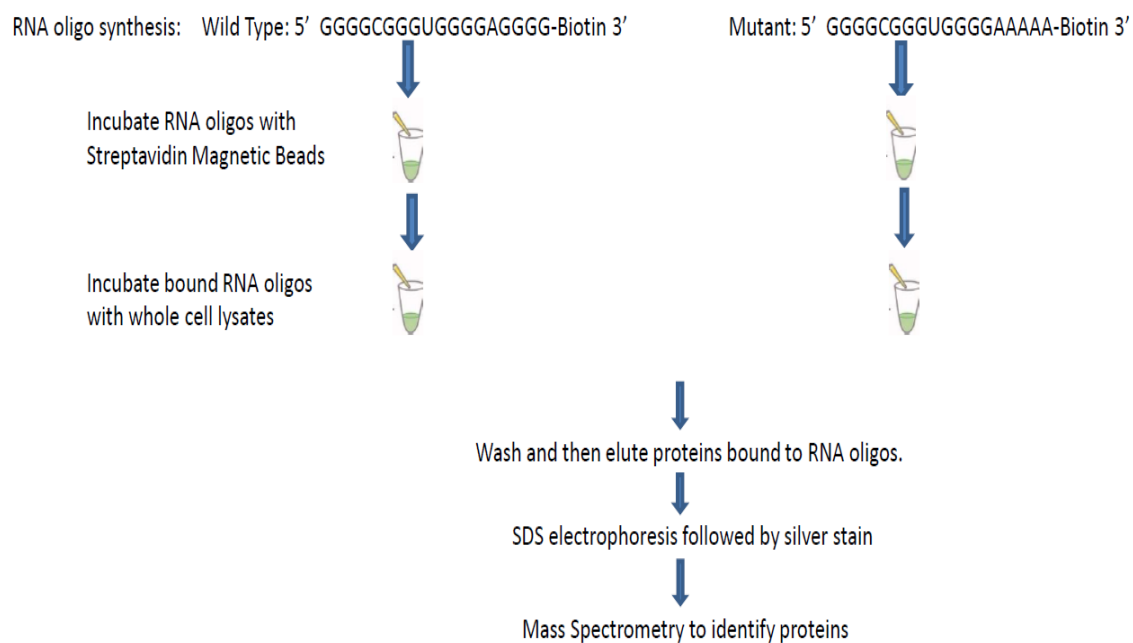 RNA oligo synthesis: Wild Type: 5’ GGGGCGGGUGGGGAGGGG-Biotin 3’ Mutant: 5’ GGGGCGGGUGGGGAAAAA-Biotin 3’
Incubate RNA oligos with
Streptavidin Magnetic Beads
Incubate bound RNA oligos
with whole cell lysates
Wash and then elute proteins bound to RNA oligos.
SDS electrophoresis followed by silver stain
Mass Spectrometry to identify proteins